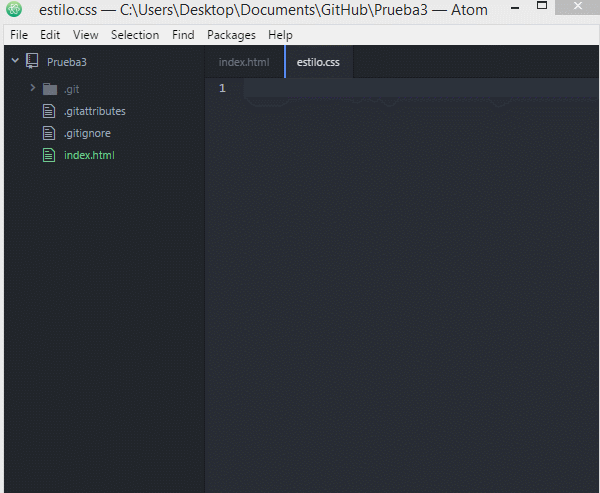 estilo.css — C:\Users\Desktop\Documents\GitHub\Prueba3 — Atom
File Edit View Selection Find Packages Help
Prueba3
.git
.gitattributes
.gitignore
index.html
index.html estilo.css
1